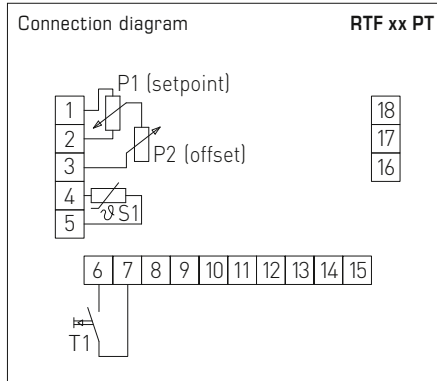 Connection diagram RTF xx PT
P1 (setpoint)
1
2
3
4
5
P2 (offset)
ϑ S1
18
17
16
6 7 8 9 10 11 12 13 14 15
T1